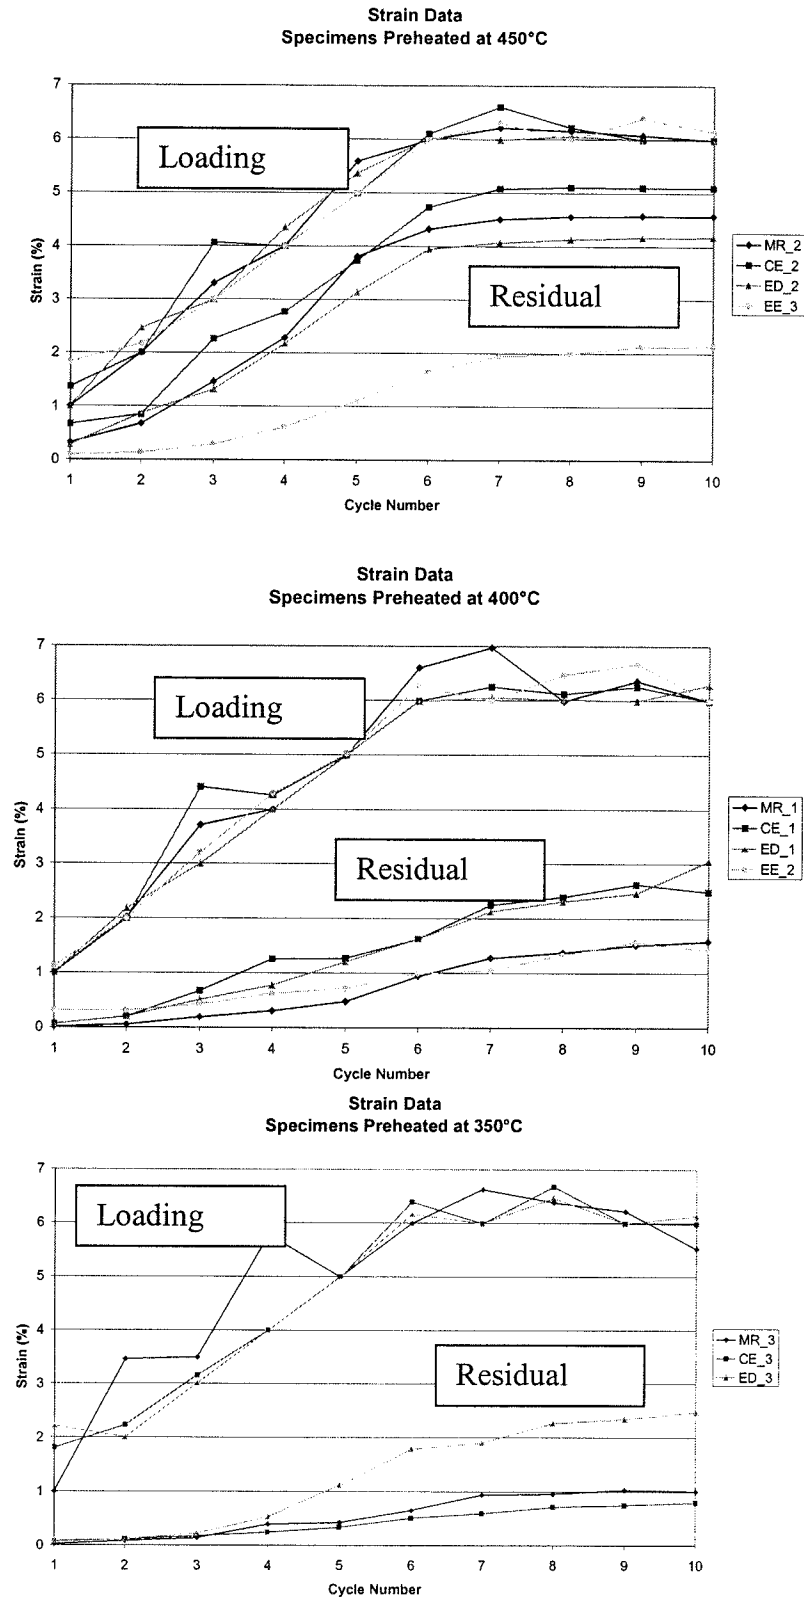 Strain Data
Specimens Preheated at 450°C
7
6
5
4
3
2
1
0
Strain (%)
Loading
Residual
MR_2
CE_2
ED_2
EE_3
1 2 3 4 5 6 7 8 9 10
Cycle Number
Strain Data
Specimens Preheated at 400°C
7
6
5
4
3
2
1
0
Strain (%)
Loading
Residual
MR_1
CE_1
ED_1
EE_2
1 2 3 4 5 6 7 8 9 10
Cycle Number
Strain Data
Specimens Preheated at 350°C
7
6
5
4
3
2
1
0
Strain (%)
Loading
Residual
MR_3
CE_3
ED_3
1 2 3 4 5 6 7 8 9 10
Cycle Number